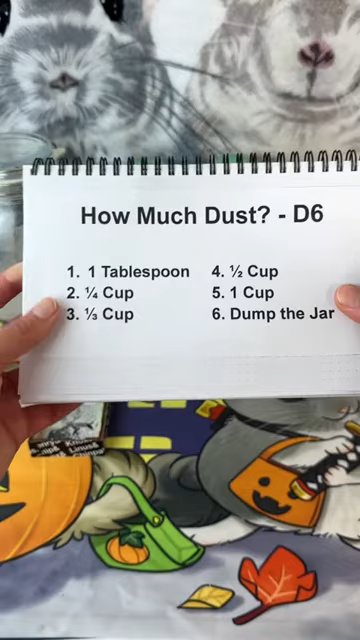 How Much Dust? - D6
1. 1 Tablespoon
2. ¼ Cup
3. ⅓ Cup
4. ½ Cup
5. 1 Cup
6. Dump the Jar